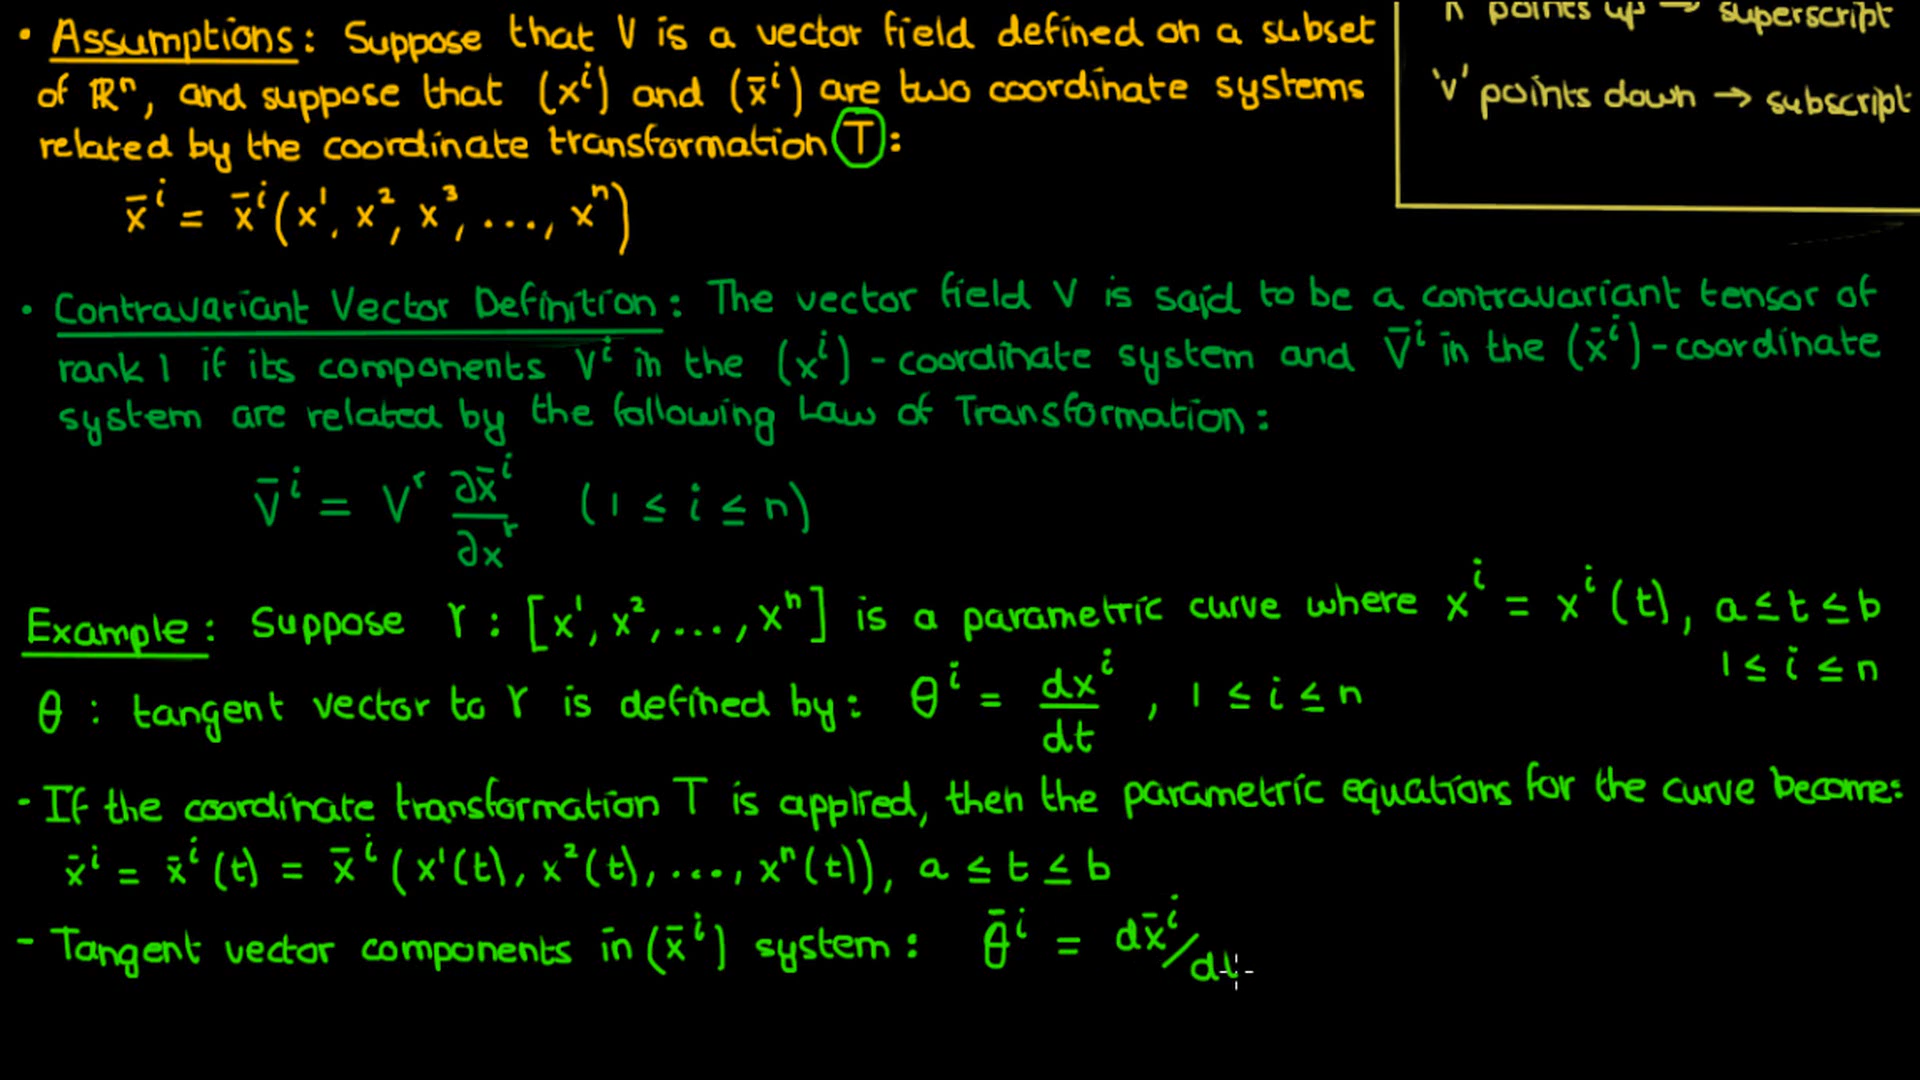 • Assumptions: Suppose that V is a vector field defined on a subset
of ℝⁿ, and suppose that (xⁱ) and (x̄ⁱ) are two coordinate systems
related by the coordinate transformation T:
x̄ⁱ = x̄ⁱ(x¹, x², x³, ..., xⁿ)
points up → superscript
'v' points down → subscript
• Contravariant Vector Definition: The vector field V is said to be a contravariant tensor of
rank 1 if its components Vⁱ in the (xⁱ)-coordinate system and V̄ⁱ in the (x̄ⁱ)-coordinate
system are related by the following Law of Transformation:
V̄ⁱ = Vʳ ∂x̄ⁱ/∂xʳ (1 ≤ i ≤ n)
Example: Suppose γ: [x¹, x², ..., xⁿ] is a parametric curve where xⁱ = xⁱ(t), a ≤ t ≤ b
1 ≤ i ≤ n
θ: tangent vector to γ is defined by: θⁱ = dxⁱ/dt, 1 ≤ i ≤ n
- If the coordinate transformation T is applied, then the parametric equations for the curve become:
x̄ⁱ = x̄ⁱ(t) = x̄ⁱ(x¹(t), x²(t), ..., xⁿ(t)), a ≤ t ≤ b
- Tangent vector components in (x̄ⁱ) system: θ̄ⁱ = dx̄ⁱ/dt